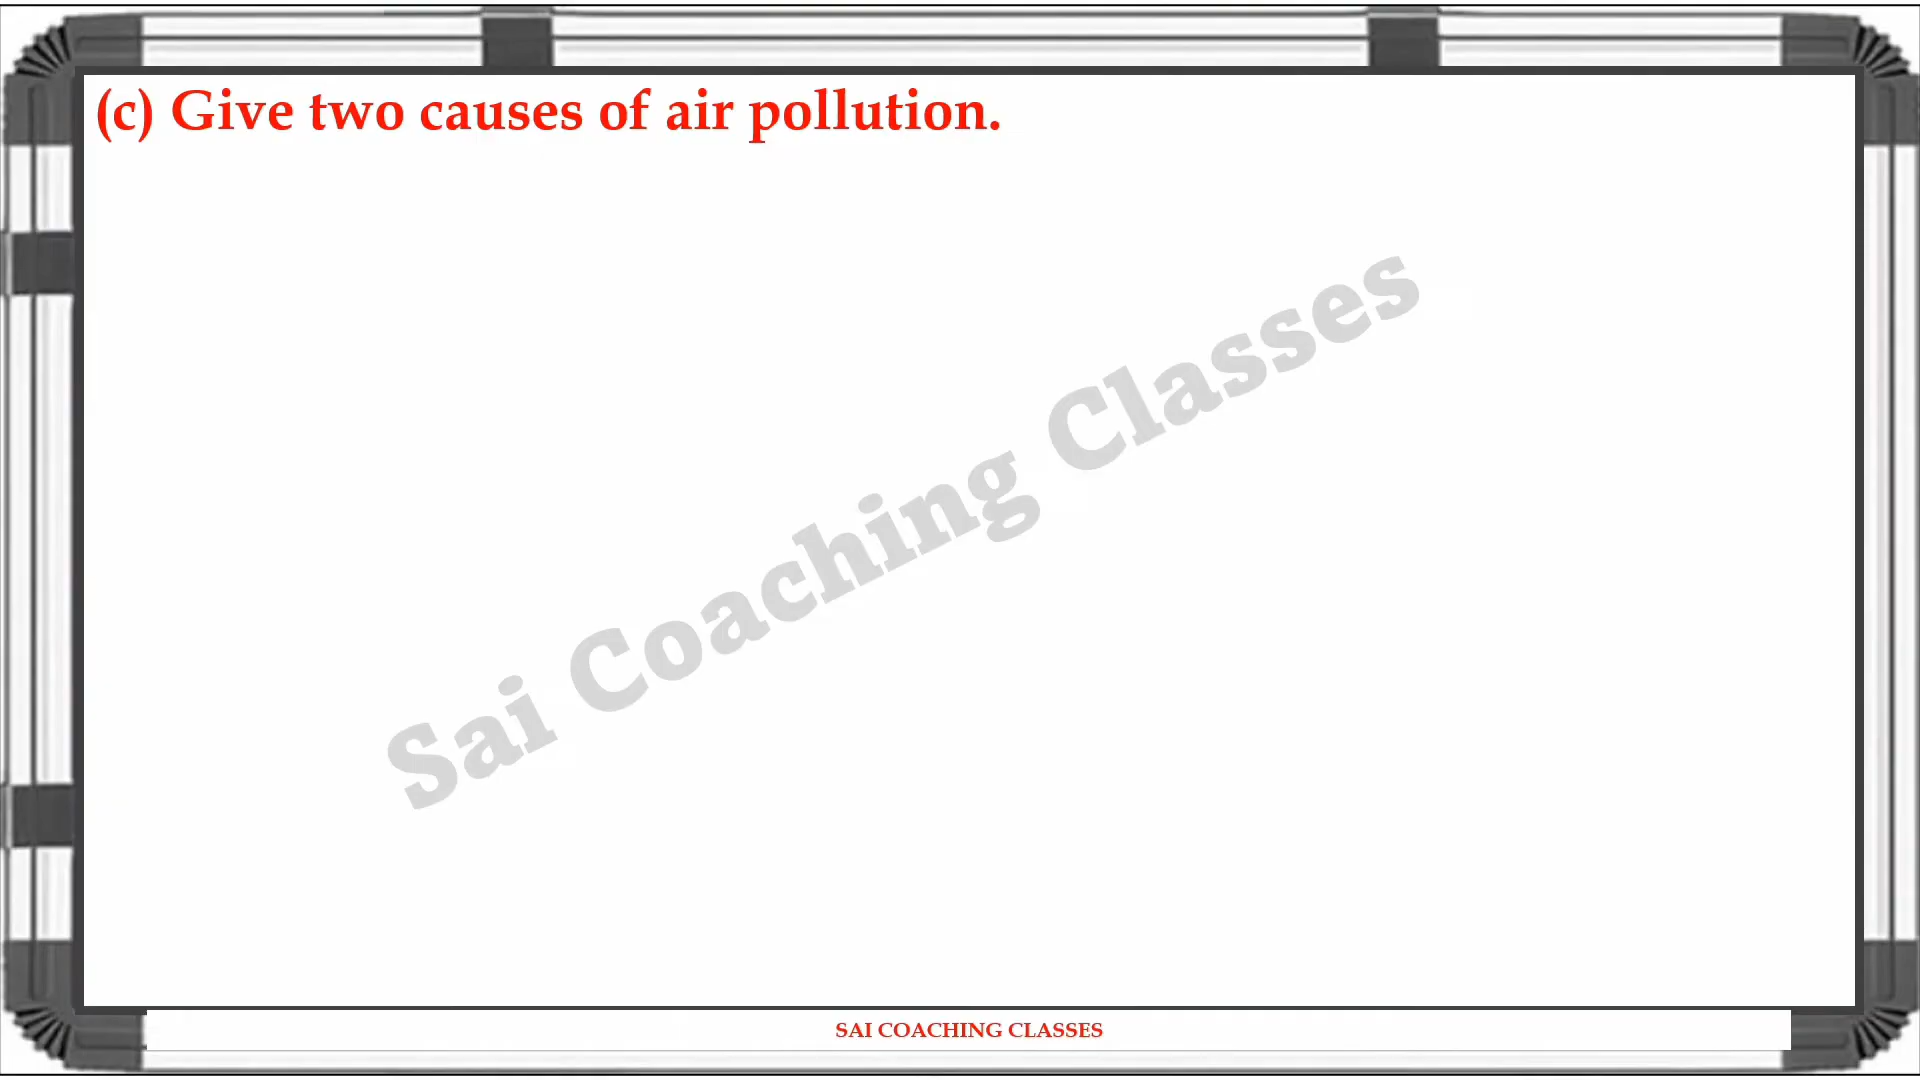 (c) Give two causes of air pollution.
Sai Coaching Classes
SAI COACHING CLASSES